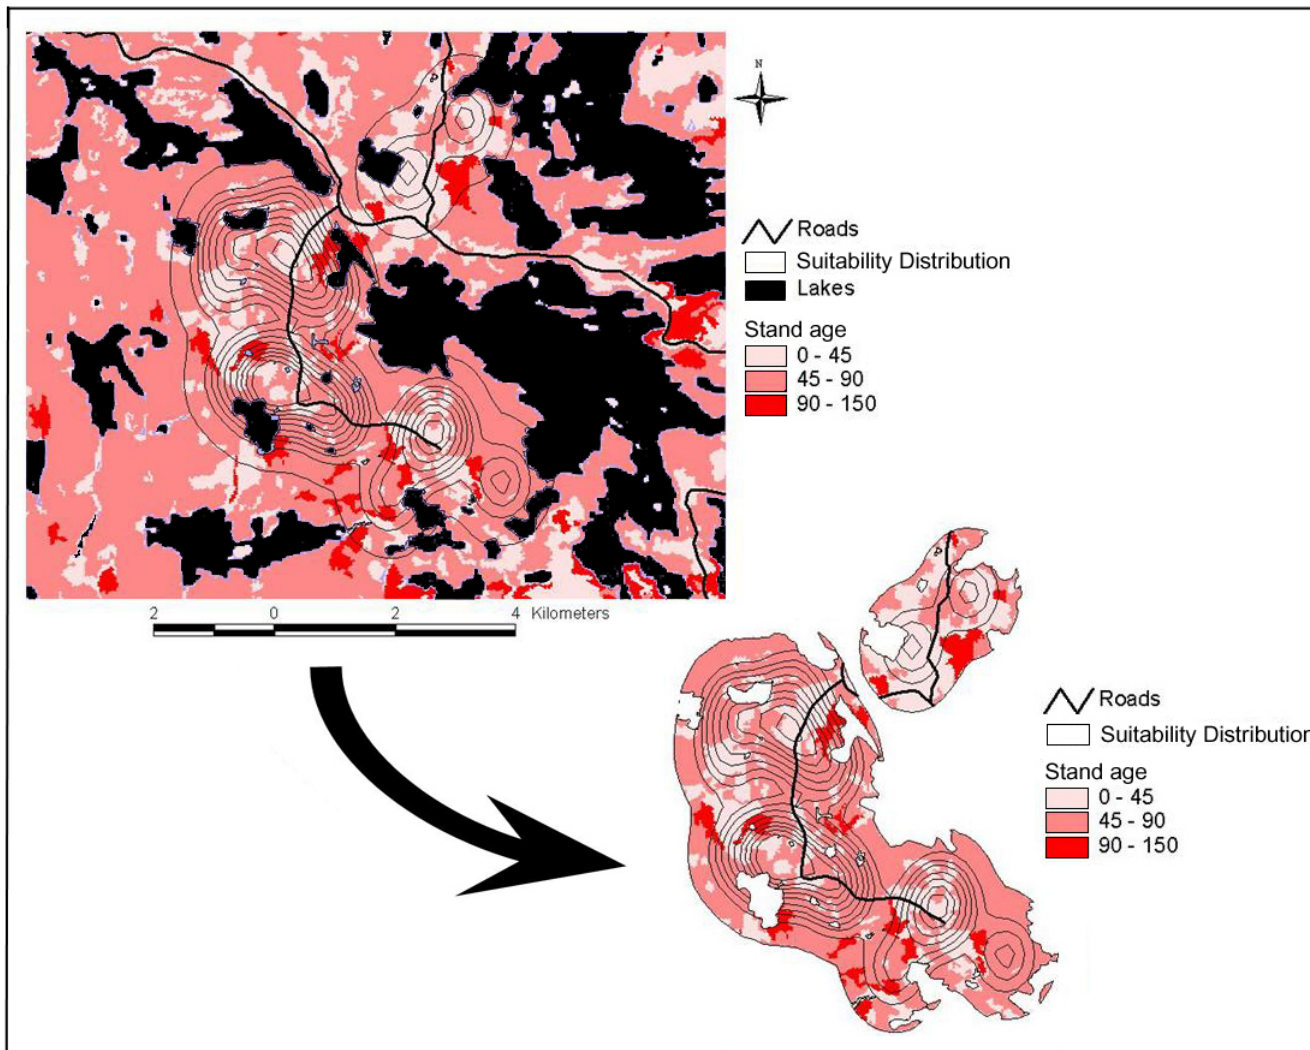 N
Roads
Suitability Distribution
Lakes
Stand age
0 - 45
45 - 90
90 - 150
2 0 2 4 Kilometers
Roads
Suitability Distribution
Stand age
0 - 45
45 - 90
90 - 150